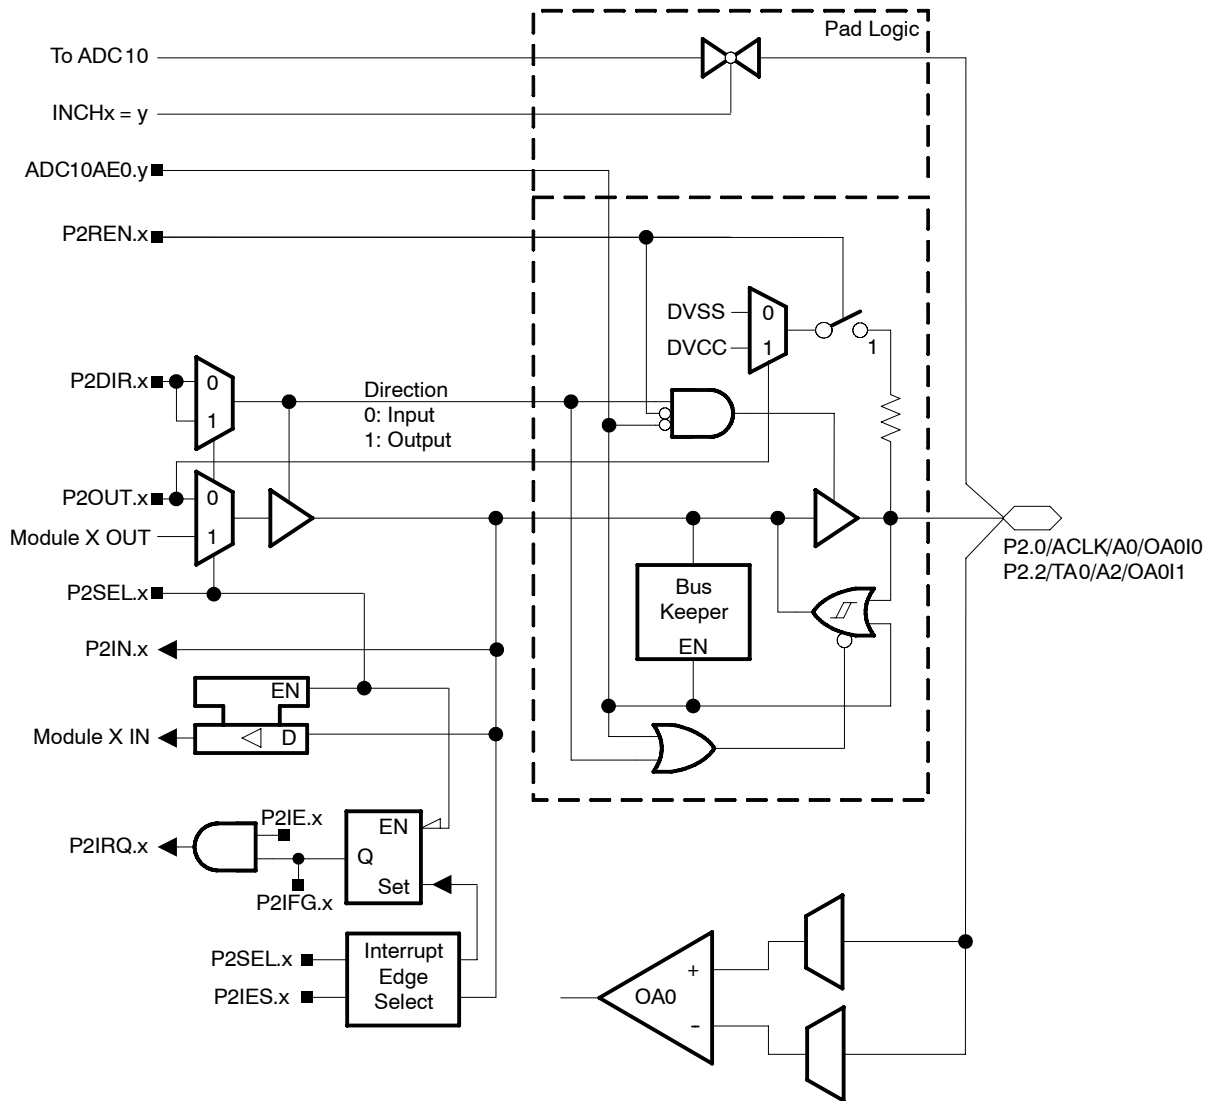 Pad Logic
To ADC10
INCHx = y
ADC10AE0.y
P2REN.x
DVSS
0
DVCC
1
1
P2DIR.x
0
1
Direction
0: Input
1: Output
P2OUT.x
0
Module X OUT
1
P2.0/ACLK/A0/OA0I0
P2.2/TA0/A2/OA0I1
P2SEL.x
Bus
Keeper
EN
P2IN.x
EN
Module X IN
D
P2IE.x
P2IRQ.x
EN
Q
Set
P2IFG.x
P2SEL.x
P2IES.x
Interrupt
Edge
Select
+
OA0
-